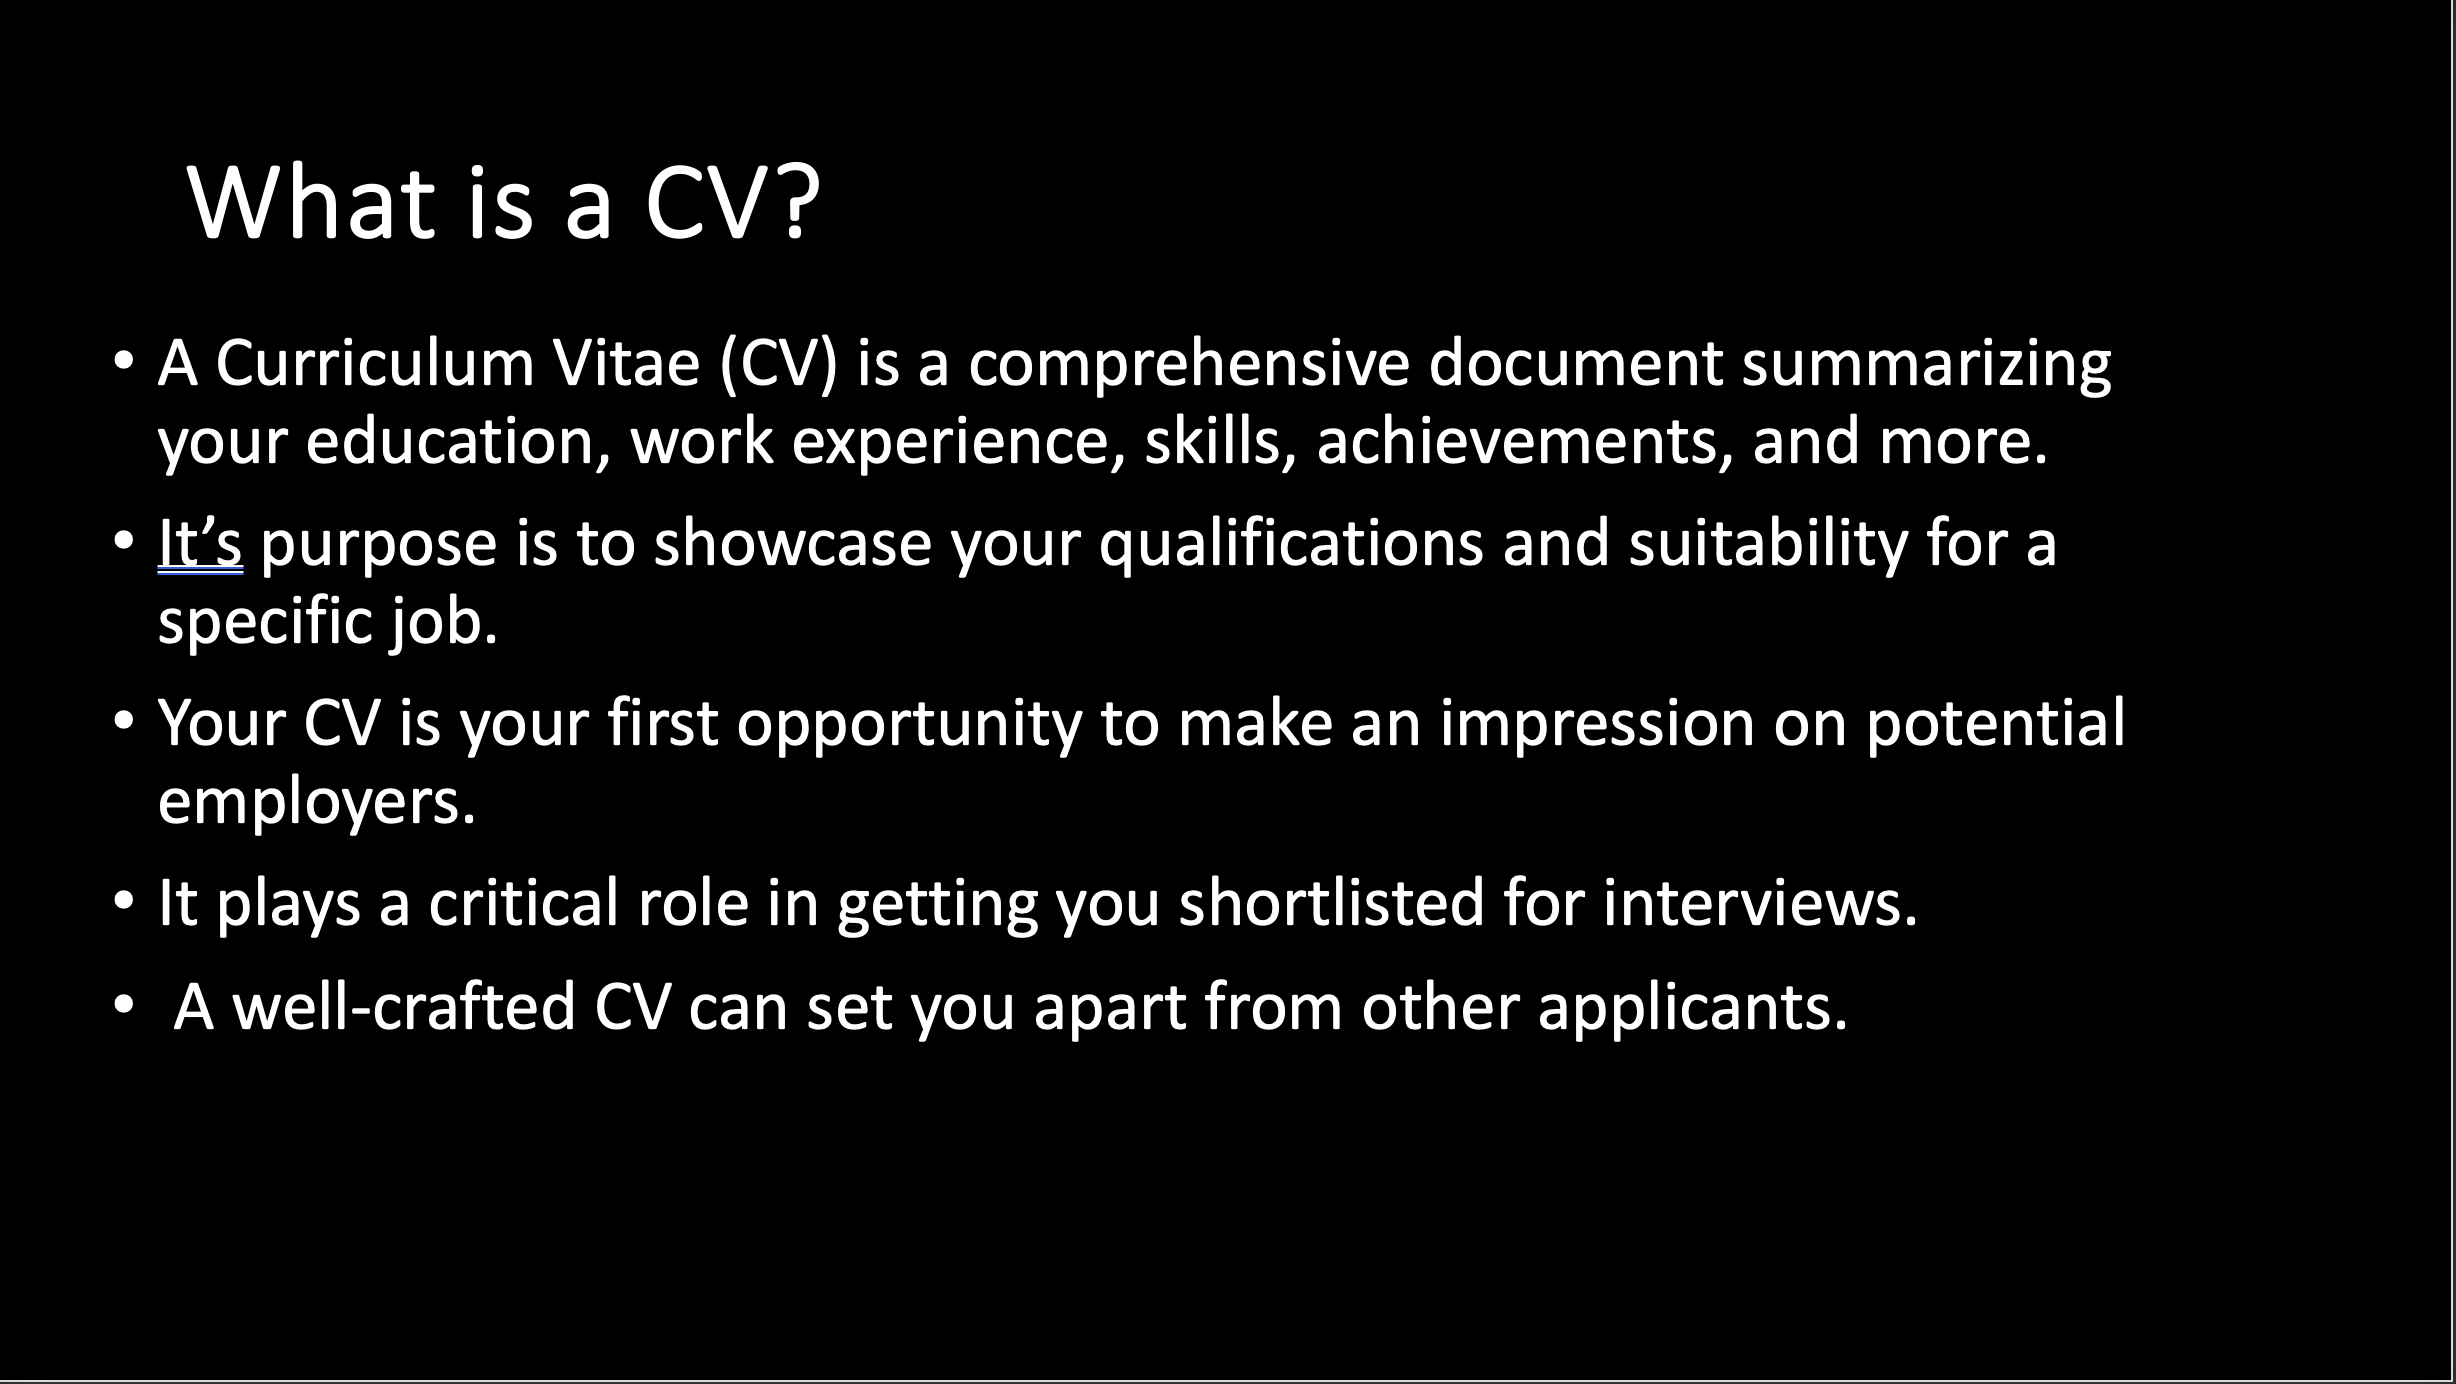 What is a CV?
• A Curriculum Vitae (CV) is a comprehensive document summarizing
your education, work experience, skills, achievements, and more.
• It’s purpose is to showcase your qualifications and suitability for a
specific job.
• Your CV is your first opportunity to make an impression on potential
employers.
• It plays a critical role in getting you shortlisted for interviews.
• A well-crafted CV can set you apart from other applicants.